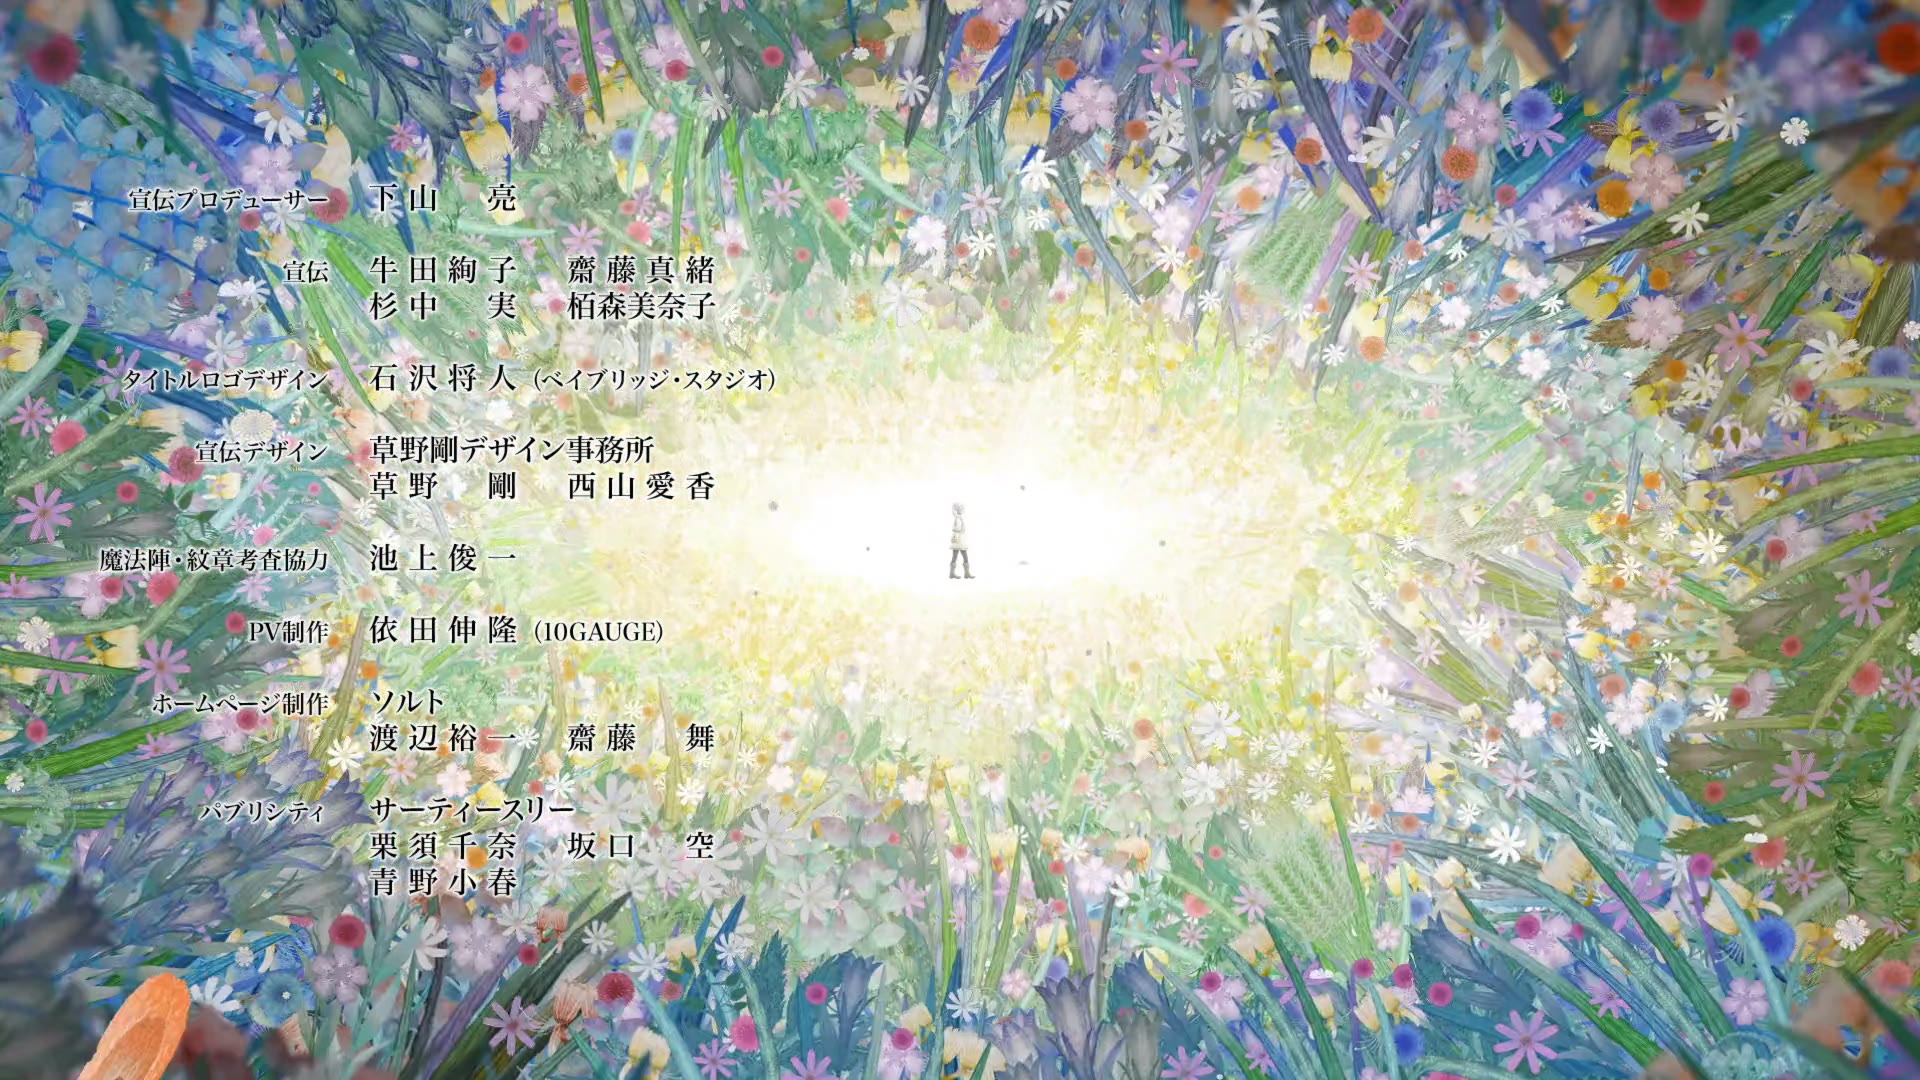 宣伝プロデューサー 下山 亮
宣伝 牛田絢子 齋藤真緒
杉中 実 栢森美奈子
タイトルロゴデザイン 石沢将人（ベイブリッジ・スタジオ）
宣伝デザイン 草野剛デザイン事務所
草野 剛 西山愛香
魔法陣・紋章考査協力 池上俊一
PV制作 依田伸隆（10GAUGE）
ホームページ制作 ソルト
渡辺裕一 齋藤 舞
パブリシティ サーティースリー
栗須千奈 坂口 空
青野小春